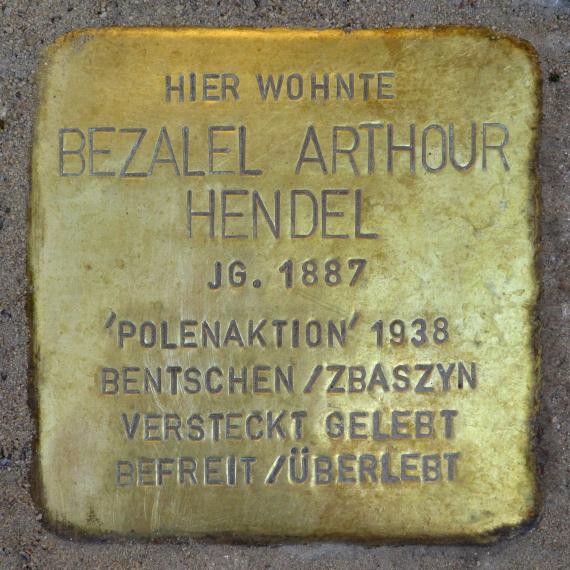 HIER WOHNTE
BEZALEL ARTHOUR
HENDEL
JG. 1887
'POLENAKTION' 1938
BENTSCHEN/ZBASZYN
VERSTECKT GELEBT
BEFREIT/ÜBERLEBT